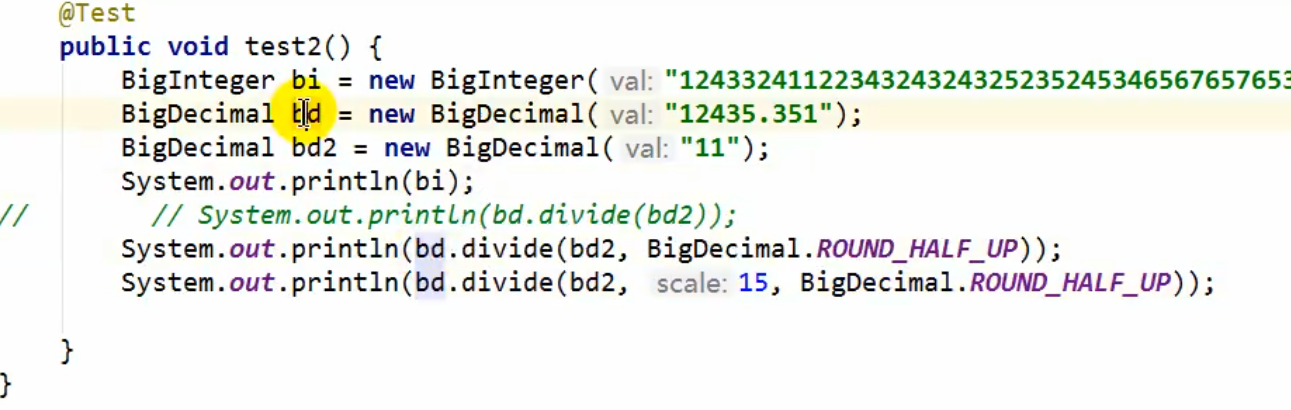 @Test
public void test2() {
BigInteger bi = new BigInteger( val: "1243324112234324324325235245346567657653
BigDecimal bd = new BigDecimal( val: "12435.351");
BigDecimal bd2 = new BigDecimal( val: "11");
System.out.println(bi);
// // System.out.println(bd.divide(bd2));
System.out.println(bd.divide(bd2, BigDecimal.ROUND_HALF_UP));
System.out.println(bd.divide(bd2, scale: 15, BigDecimal.ROUND_HALF_UP));
}
}